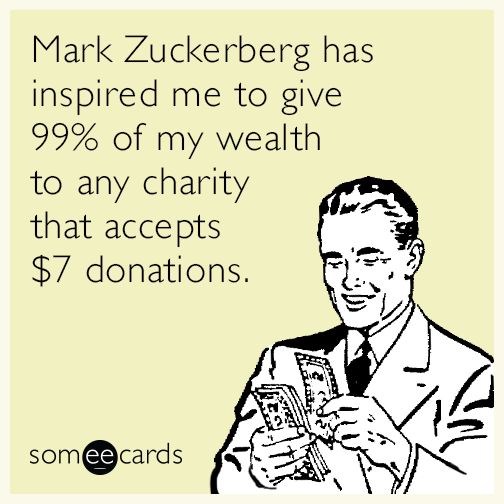 Mark Zuckerberg has
inspired me to give
99% of my wealth
to any charity
that accepts
$7 donations.
someecards